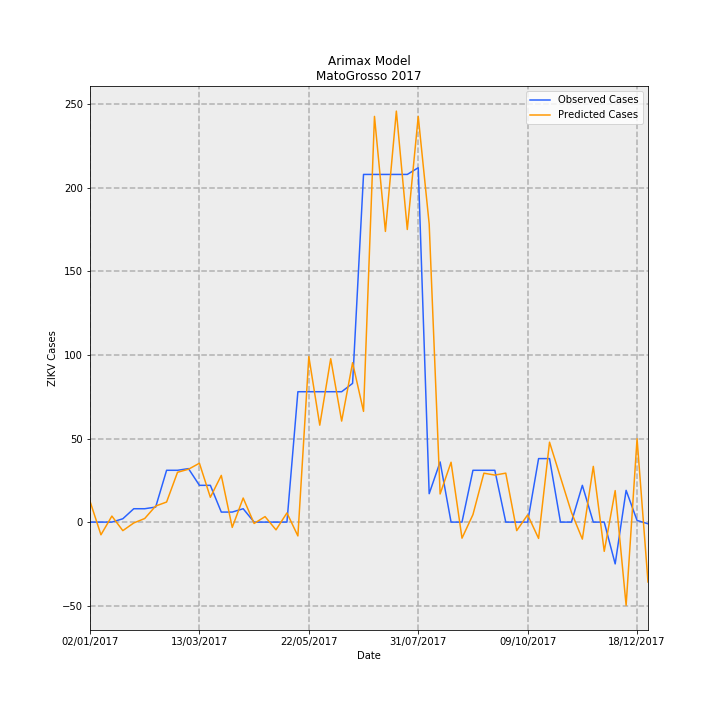 Arimax Model
MatoGrosso 2017
Observed Cases
Predicted Cases
250
200
150
100
50
0
−50
ZIKV Cases
02/01/2017 13/03/2017 22/05/2017 31/07/2017 09/10/2017 18/12/2017
Date